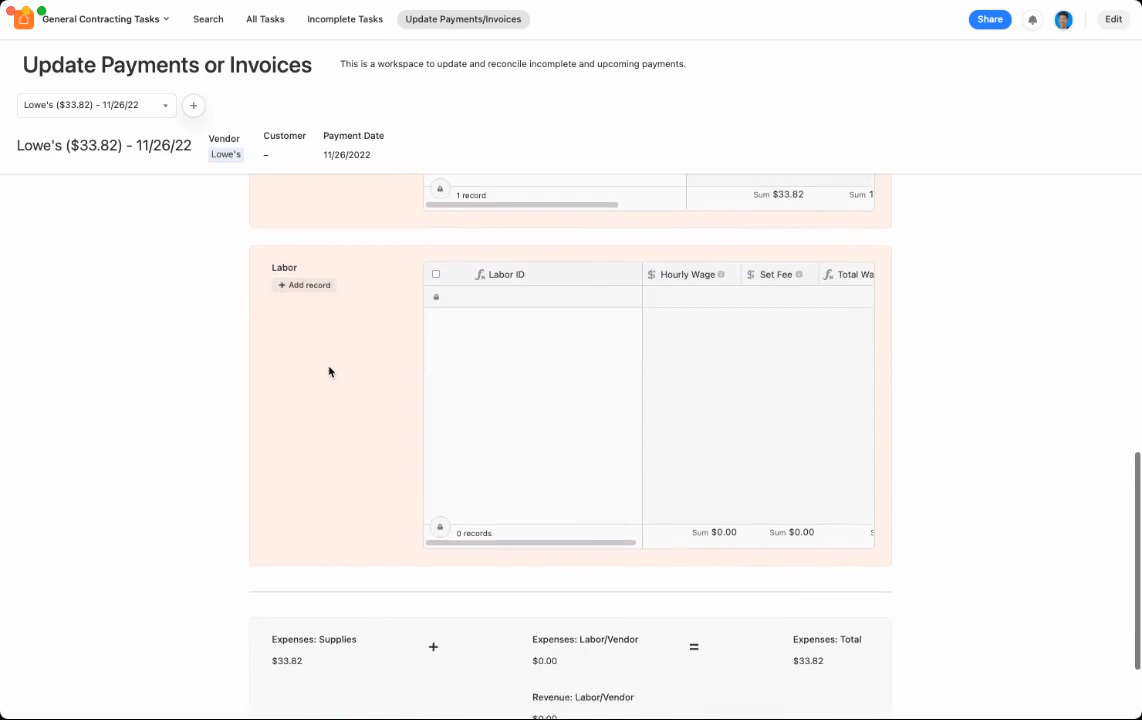 General Contracting Tasks Search All Tasks Incomplete Tasks Update Payments/Invoices Share Edit
Update Payments or Invoices This is a workspace to update and reconcile incomplete and upcoming payments.
Lowe's ($33.82) - 11/26/22
Lowe's ($33.82) - 11/26/22
Vendor Customer Payment Date
Lowe's – 11/26/2022
1 record Sum $33.82 Sum 1
Labor
+ Add record
Labor ID Hourly Wage Set Fee Total Wa
0 records Sum $0.00 Sum $0.00 S
Expenses: Supplies + Expenses: Labor/Vendor = Expenses: Total
$33.82 $0.00 $33.82
Revenue: Labor/Vendor
$0.00